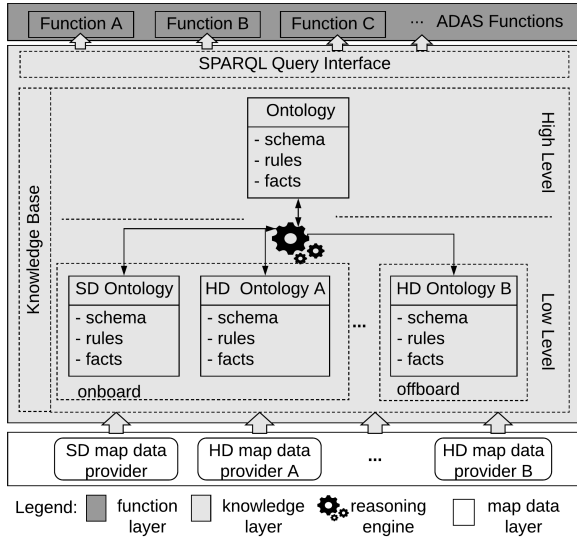 Function A Function B Function C ... ADAS Functions
SPARQL Query Interface
Knowledge Base
High Level
Ontology
- schema
- rules
- facts
Low Level
SD Ontology
- schema
- rules
- facts
HD Ontology A
- schema
- rules
- facts
...
HD Ontology B
- schema
- rules
- facts
onboard
offboard
SD map data
provider
HD map data
provider A
...
HD map data
provider B
Legend:
function
layer
knowledge
layer
reasoning
engine
map data
layer